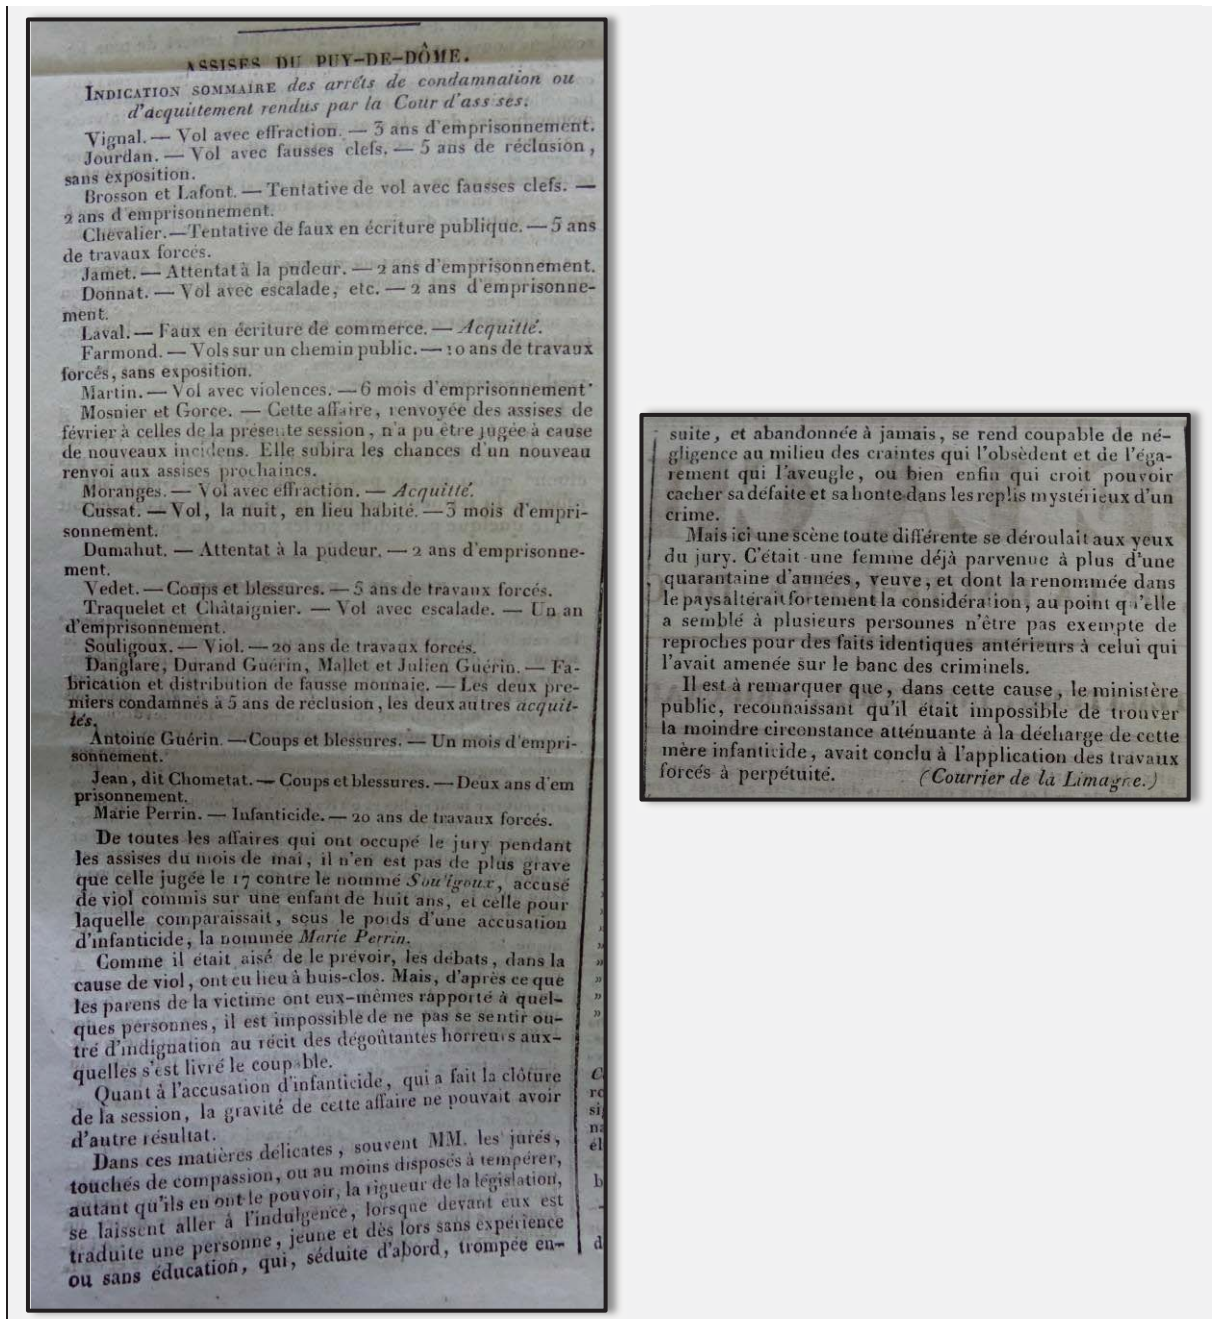 ASSISES DU PUY-DE-DÔME.
INDICATION SOMMAIRE des arrêts de condamnation ou
d'acquittement rendus par la Cour d'assises.
Vignal. — Vol avec effraction. — 3 ans d'emprisonnement.
Jourdan. — Vol avec fausses clefs. — 5 ans de réclusion,
sans exposition.
Brosson et Lafont. — Tentative de vol avec fausses clefs. —
2 ans d'emprisonnement.
Chevalier. — Tentative de faux en écriture publique. — 5 ans
de travaux forcés.
Jamet. — Attentat à la pudeur. — 2 ans d'emprisonnement.
Donnat. — Vol avec escalade, etc. — 2 ans d'emprisonne-
ment.
Laval. — Faux en écriture de commerce. — Acquitté.
Farmond. — Vols sur un chemin public. — 10 ans de travaux
forcés, sans exposition.
Martin. — Vol avec violences. — 6 mois d'emprisonnement
Mosnier et Gorce. — Cette affaire, renvoyée des assises de
février à celles de la présente session, n'a pu être jugée à cause
de nouveaux incidens. Elle subira les chances d'un nouveau
renvoi aux assises prochaines.
Moranges. — Vol avec effraction. — Acquitté.
Cussat. — Vol, la nuit, en lieu habité. — 3 mois d'empri-
sonnement.
Dumahut. — Attentat à la pudeur. — 2 ans d'emprisonne-
ment.
Vedet. — Coups et blessures. — 5 ans de travaux forcés.
Traquelet et Châtaignier. — Vol avec escalade. — Un an
d'emprisonnement.
Souligoux. — Viol. — 20 ans de travaux forcés.
Danglare, Durand Guérin, Mallet et Julien Guérin. — Fa-
brication et distribution de fausse monnaie. — Les deux pre-
miers condamnés à 5 ans de réclusion, les deux autres acquit-
tés.
Antoine Guérin. — Coups et blessures. — Un mois d'empri-
sonnement.
Jean, dit Chometat. — Coups et blessures. — Deux ans d'em
prisonnement.
Marie Perrin. — Infanticide. — 20 ans de travaux forcés.
De toutes les affaires qui ont occupé le jury pendant
les assises du mois de mai, il n'en est pas de plus grave
que celle jugée le 17 contre le nommé Sou'igoux, accusé
de viol commis sur une enfant de huit ans, et celle pour
laquelle comparaissait, sous le poids d'une accusation
d'infanticide, la nommée Marie Perrin.
Comme il était aisé de le prévoir, les débats, dans la
cause de viol, ont eu lieu à huis-clos. Mais, d'après ce que
les parens de la victime ont eux-mêmes rapporté à quel-
ques personnes, il est impossible de ne pas se sentir ou-
tré d'indignation au récit des dégoûtantes horreurs aux-
quelles s'est livré le coupable.
Quant à l'accusation d'infanticide, qui a fait la clôture
de la session, la gravité de cette affaire ne pouvait avoir
d'autre résultat.
Dans ces matières délicates, souvent MM. les jurés,
touchés de compassion, ou au moins disposés à tempérer,
autant qu'ils en ont le pouvoir, la rigueur de la législation,
se laissent aller à l'indulgence, lorsque devant eux est
traduite une personne, jeune et dès lors sans expérience
ou sans éducation, qui, séduite d'abord, trompée en-
suite, et abandonnée à jamais, se rend coupable de né-
gligence au milieu des craintes qui l'obsèdent et de l'éga-
rement qui l'aveugle, ou bien enfin qui croit pouvoir
cacher sa défaite et sa honte dans les replis mystérieux d'un
crime.
Mais ici une scène toute différente se déroulait aux yeux
du jury. C'était une femme déjà parvenue à plus d'une
quarantaine d'années, veuve, et dont la renommée dans
le pays altérait fortement la considération, au point qu'elle
a semblé à plusieurs personnes n'être pas exempte de
reproches pour des faits identiques antérieurs à celui qui
l'avait amenée sur le banc des criminels.
Il est à remarquer que, dans cette cause, le ministère
public, reconnaissant qu'il était impossible de trouver
la moindre circonstance atténuante à la décharge de cette
mère infanticide, avait conclu à l'application des travaux
forcés à perpétuité. (Courrier de la Limagne.)